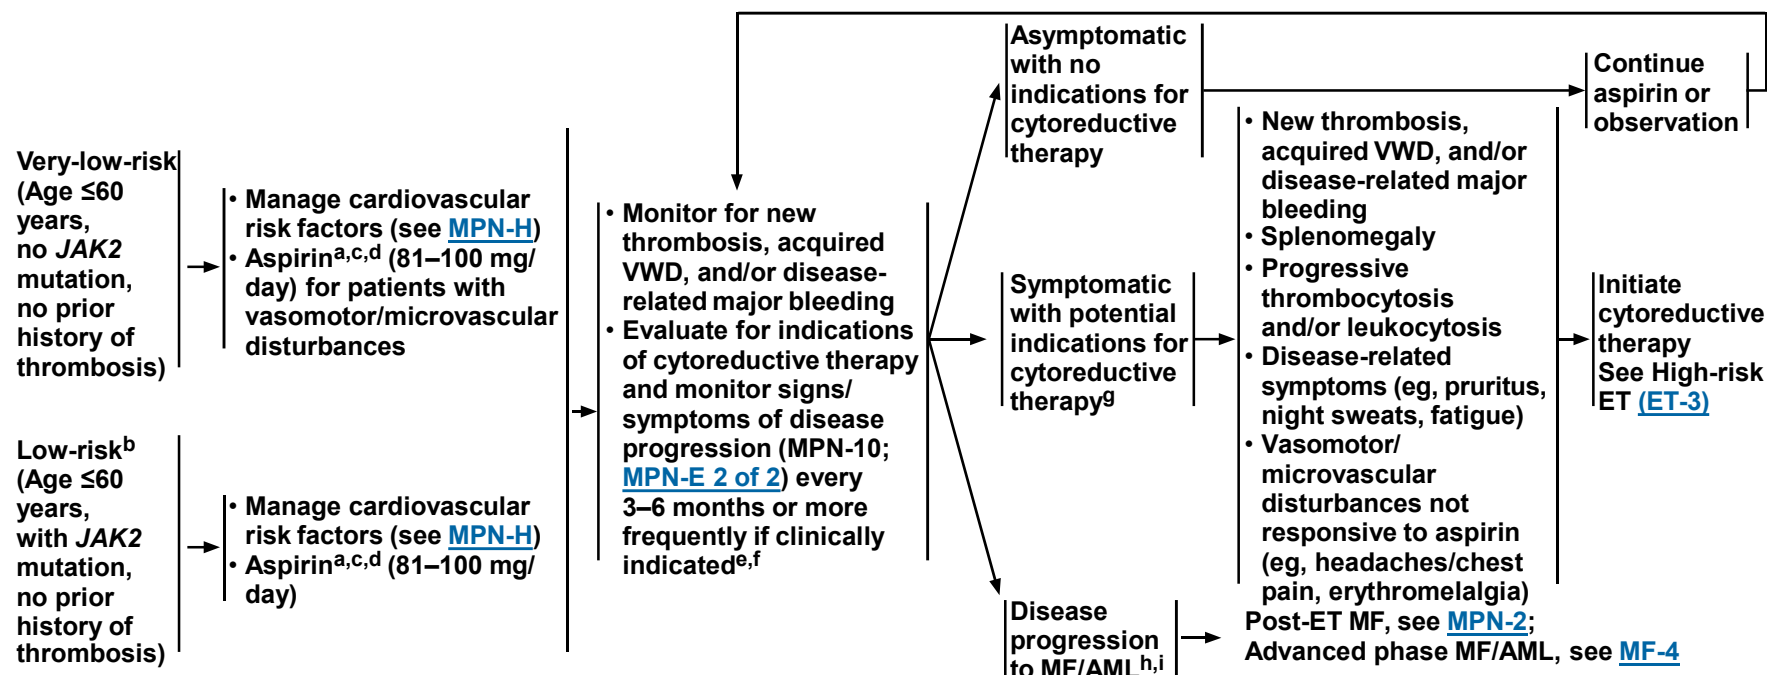 Very-low-risk
(Age ≤60
years,
no JAK2
mutation,
no prior
history of
thrombosis)
• Manage cardiovascular
risk factors (see MPN-H)
• Aspirina,c,d (81–100 mg/
day) for patients with
vasomotor/microvascular
disturbances
Low-riskb
(Age ≤60
years,
with JAK2
mutation,
no prior
history of
thrombosis)
• Manage cardiovascular
risk factors (see MPN-H)
• Aspirina,c,d (81–100 mg/
day)
• Monitor for new
thrombosis, acquired
VWD, and/or disease-
related major bleeding
• Evaluate for indications
of cytoreductive therapy
and monitor signs/
symptoms of disease
progression (MPN-10;
MPN-E 2 of 2) every
3–6 months or more
frequently if clinically
indicatede,f
Asymptomatic
with no
indications for
cytoreductive
therapy
Continue
aspirin or
observation
Symptomatic
with potential
indications for
cytoreductive
therapyg
• New thrombosis,
acquired VWD, and/or
disease-related major
bleeding
• Splenomegaly
• Progressive
thrombocytosis
and/or leukocytosis
• Disease-related
symptoms (eg, pruritus,
night sweats, fatigue)
• Vasomotor/
microvascular
disturbances not
responsive to aspirin
(eg, headaches/chest
pain, erythromelalgia)
Initiate
cytoreductive
therapy
See High-risk
ET (ET-3)
Disease
progression
to MF/AMLh,i
Post-ET MF, see MPN-2;
Advanced phase MF/AML, see MF-4